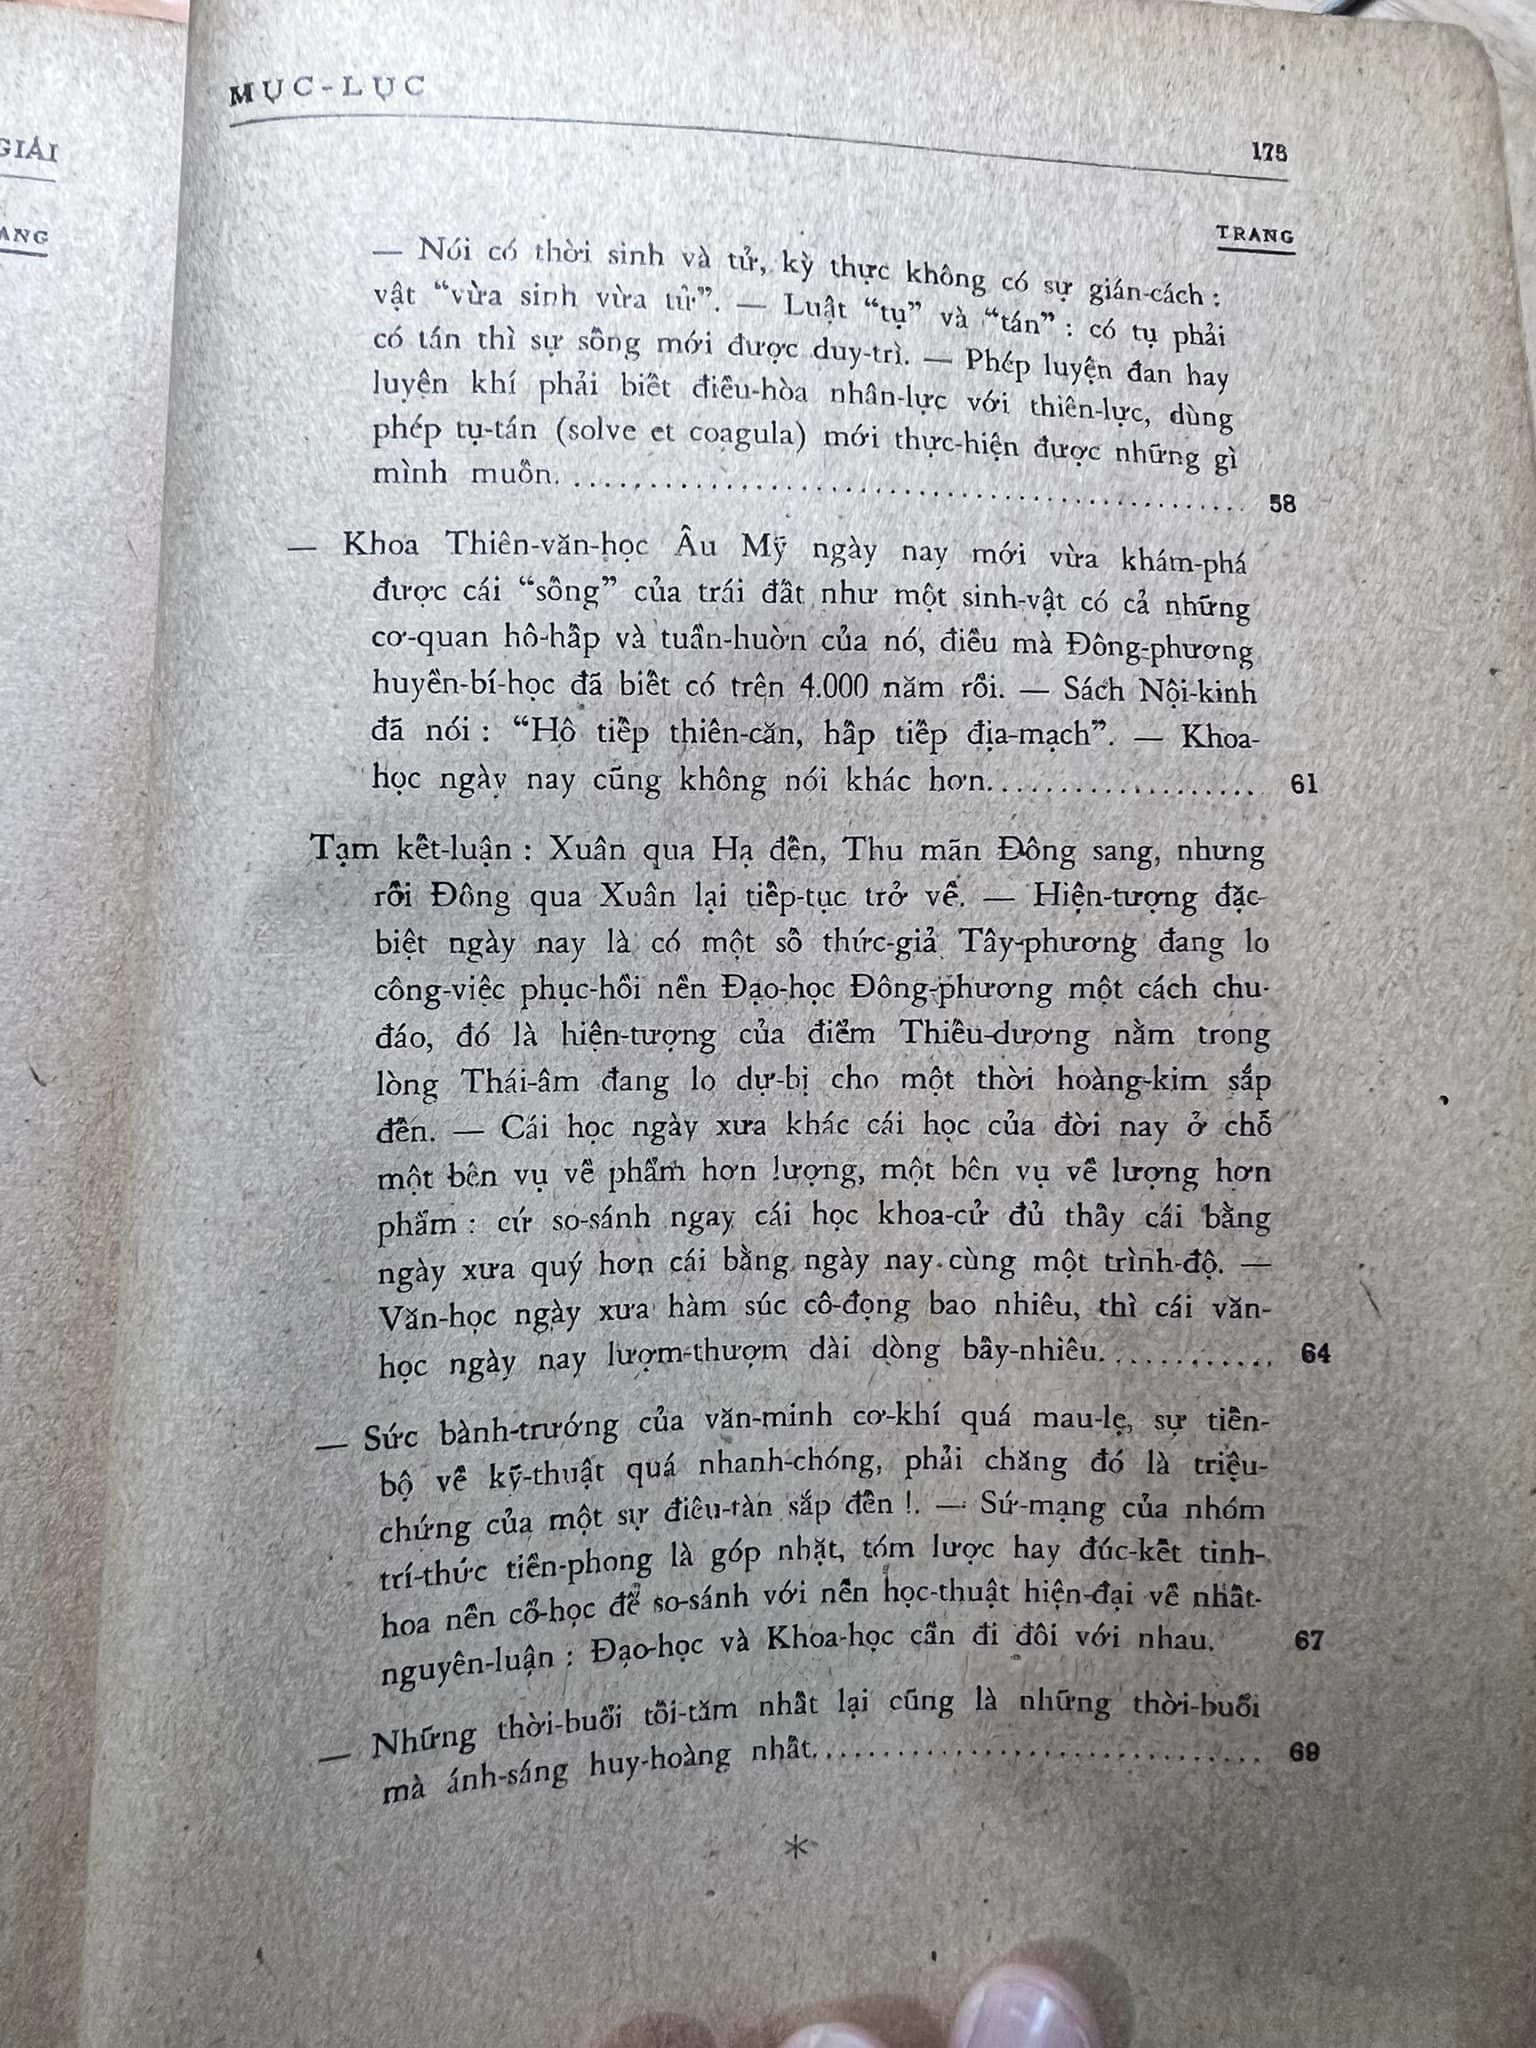 GIẢI
ANG
MỤC-LỤC
175
TRANG
— Nói có thời sinh và tử, kỳ thực không có sự gián-cách :
vật “vừa sinh vừa tử”. — Luật “tụ” và “tán” : có tụ phải
có tán thì sự sống mới được duy-trì. — Phép luyện đan hay
luyện khí phải biết điều-hòa nhân-lực với thiên-lực, dùng
phép tụ-tán (solve et coagula) mới thực-hiện được những gì
mình muốn. 58
— Khoa Thiên-văn-học Âu Mỹ ngày nay mới vừa khám-phá
được cái “sống” của trái đất như một sinh-vật có cả những
cơ-quan hô-hấp và tuần-huờn của nó, điều mà Đông-phương
huyền-bí-học đã biết có trên 4.000 năm rồi. — Sách Nội-kinh
đã nói : “Hô tiếp thiên-căn, hấp tiếp địa-mạch”. — Khoa-
học ngày nay cũng không nói khác hơn. 61
Tạm kết-luận : Xuân qua Hạ đến, Thu mãn Đông sang, nhưng
rồi Đông qua Xuân lại tiếp-tục trở về. — Hiện-tượng đặc-
biệt ngày nay là có một số thức-giả Tây-phương đang lo
công-việc phục-hồi nền Đạo-học Đông-phương một cách chu-
đáo, đó là hiện-tượng của điểm Thiếu-dương nằm trong
lòng Thái-âm đang lo dự-bị cho một thời hoàng-kim sắp
đến. — Cái học ngày xưa khác cái học của đời nay ở chỗ
một bên vụ về phẩm hơn lượng, một bên vụ về lượng hơn
phẩm : cứ so-sánh ngay cái học khoa-cử đủ thấy cái bằng
ngày xưa quý hơn cái bằng ngày nay cùng một trình-độ. —
Văn-học ngày xưa hàm súc cô-đọng bao nhiêu, thì cái văn-
học ngày nay lượm-thượm dài dòng bấy-nhiêu. 64
— Sức bành-trướng của văn-minh cơ-khí quá mau-lẹ, sự tiến-
bộ về kỹ-thuật quá nhanh-chóng, phải chăng đó là triệu-
chứng của một sự điêu-tàn sắp đến !. — Sứ-mạng của nhóm
trí-thức tiền-phong là góp nhặt, tóm lược hay đúc-kết tinh-
hoa nền cổ-học để so-sánh với nền học-thuật hiện-đại về nhất-
nguyên-luận : Đạo-học và Khoa-học cần đi đôi với nhau. 67
— Những thời-buổi tối-tăm nhất lại cũng là những thời-buổi
mà ánh-sáng huy-hoàng nhất. 69
*